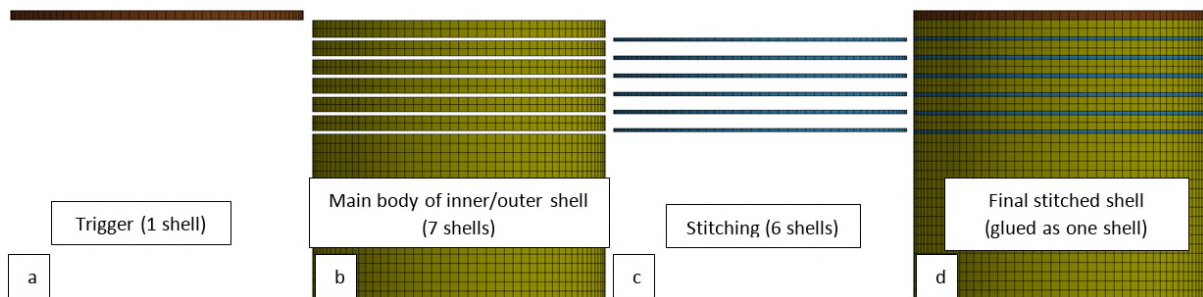 Trigger (1 shell)
a
Main body of inner/outer shell
(7 shells)
b
Stitching (6 shells)
c
Final stitched shell
(glued as one shell)
d